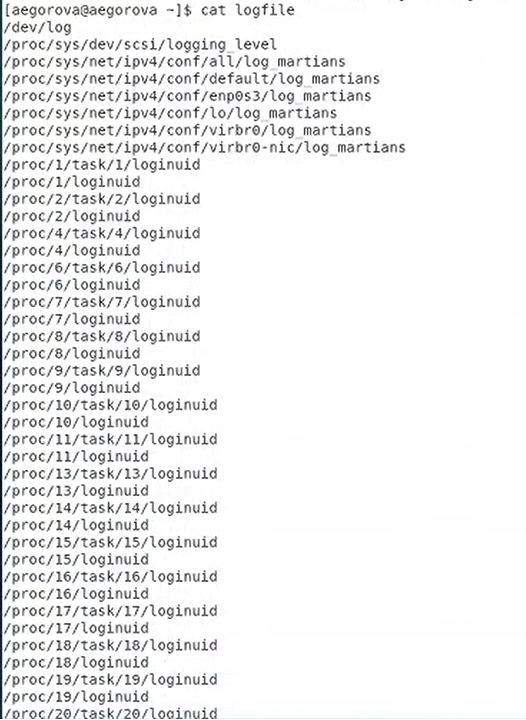 [aegorova@aegorova ~]$ cat logfile
/dev/log
/proc/sys/dev/scsi/logging_level
/proc/sys/net/ipv4/conf/all/log_martians
/proc/sys/net/ipv4/conf/default/log_martians
/proc/sys/net/ipv4/conf/enp0s3/log_martians
/proc/sys/net/ipv4/conf/lo/log_martians
/proc/sys/net/ipv4/conf/virbr0/log_martians
/proc/sys/net/ipv4/conf/virbr0-nic/log_martians
/proc/1/task/1/loginuid
/proc/1/loginuid
/proc/2/task/2/loginuid
/proc/2/loginuid
/proc/4/task/4/loginuid
/proc/4/loginuid
/proc/6/task/6/loginuid
/proc/6/loginuid
/proc/7/task/7/loginuid
/proc/7/loginuid
/proc/8/task/8/loginuid
/proc/8/loginuid
/proc/9/task/9/loginuid
/proc/9/loginuid
/proc/10/task/10/loginuid
/proc/10/loginuid
/proc/11/task/11/loginuid
/proc/11/loginuid
/proc/13/task/13/loginuid
/proc/13/loginuid
/proc/14/task/14/loginuid
/proc/14/loginuid
/proc/15/task/15/loginuid
/proc/15/loginuid
/proc/16/task/16/loginuid
/proc/16/loginuid
/proc/17/task/17/loginuid
/proc/17/loginuid
/proc/18/task/18/loginuid
/proc/18/loginuid
/proc/19/task/19/loginuid
/proc/19/loginuid
/proc/20/task/20/loginuid